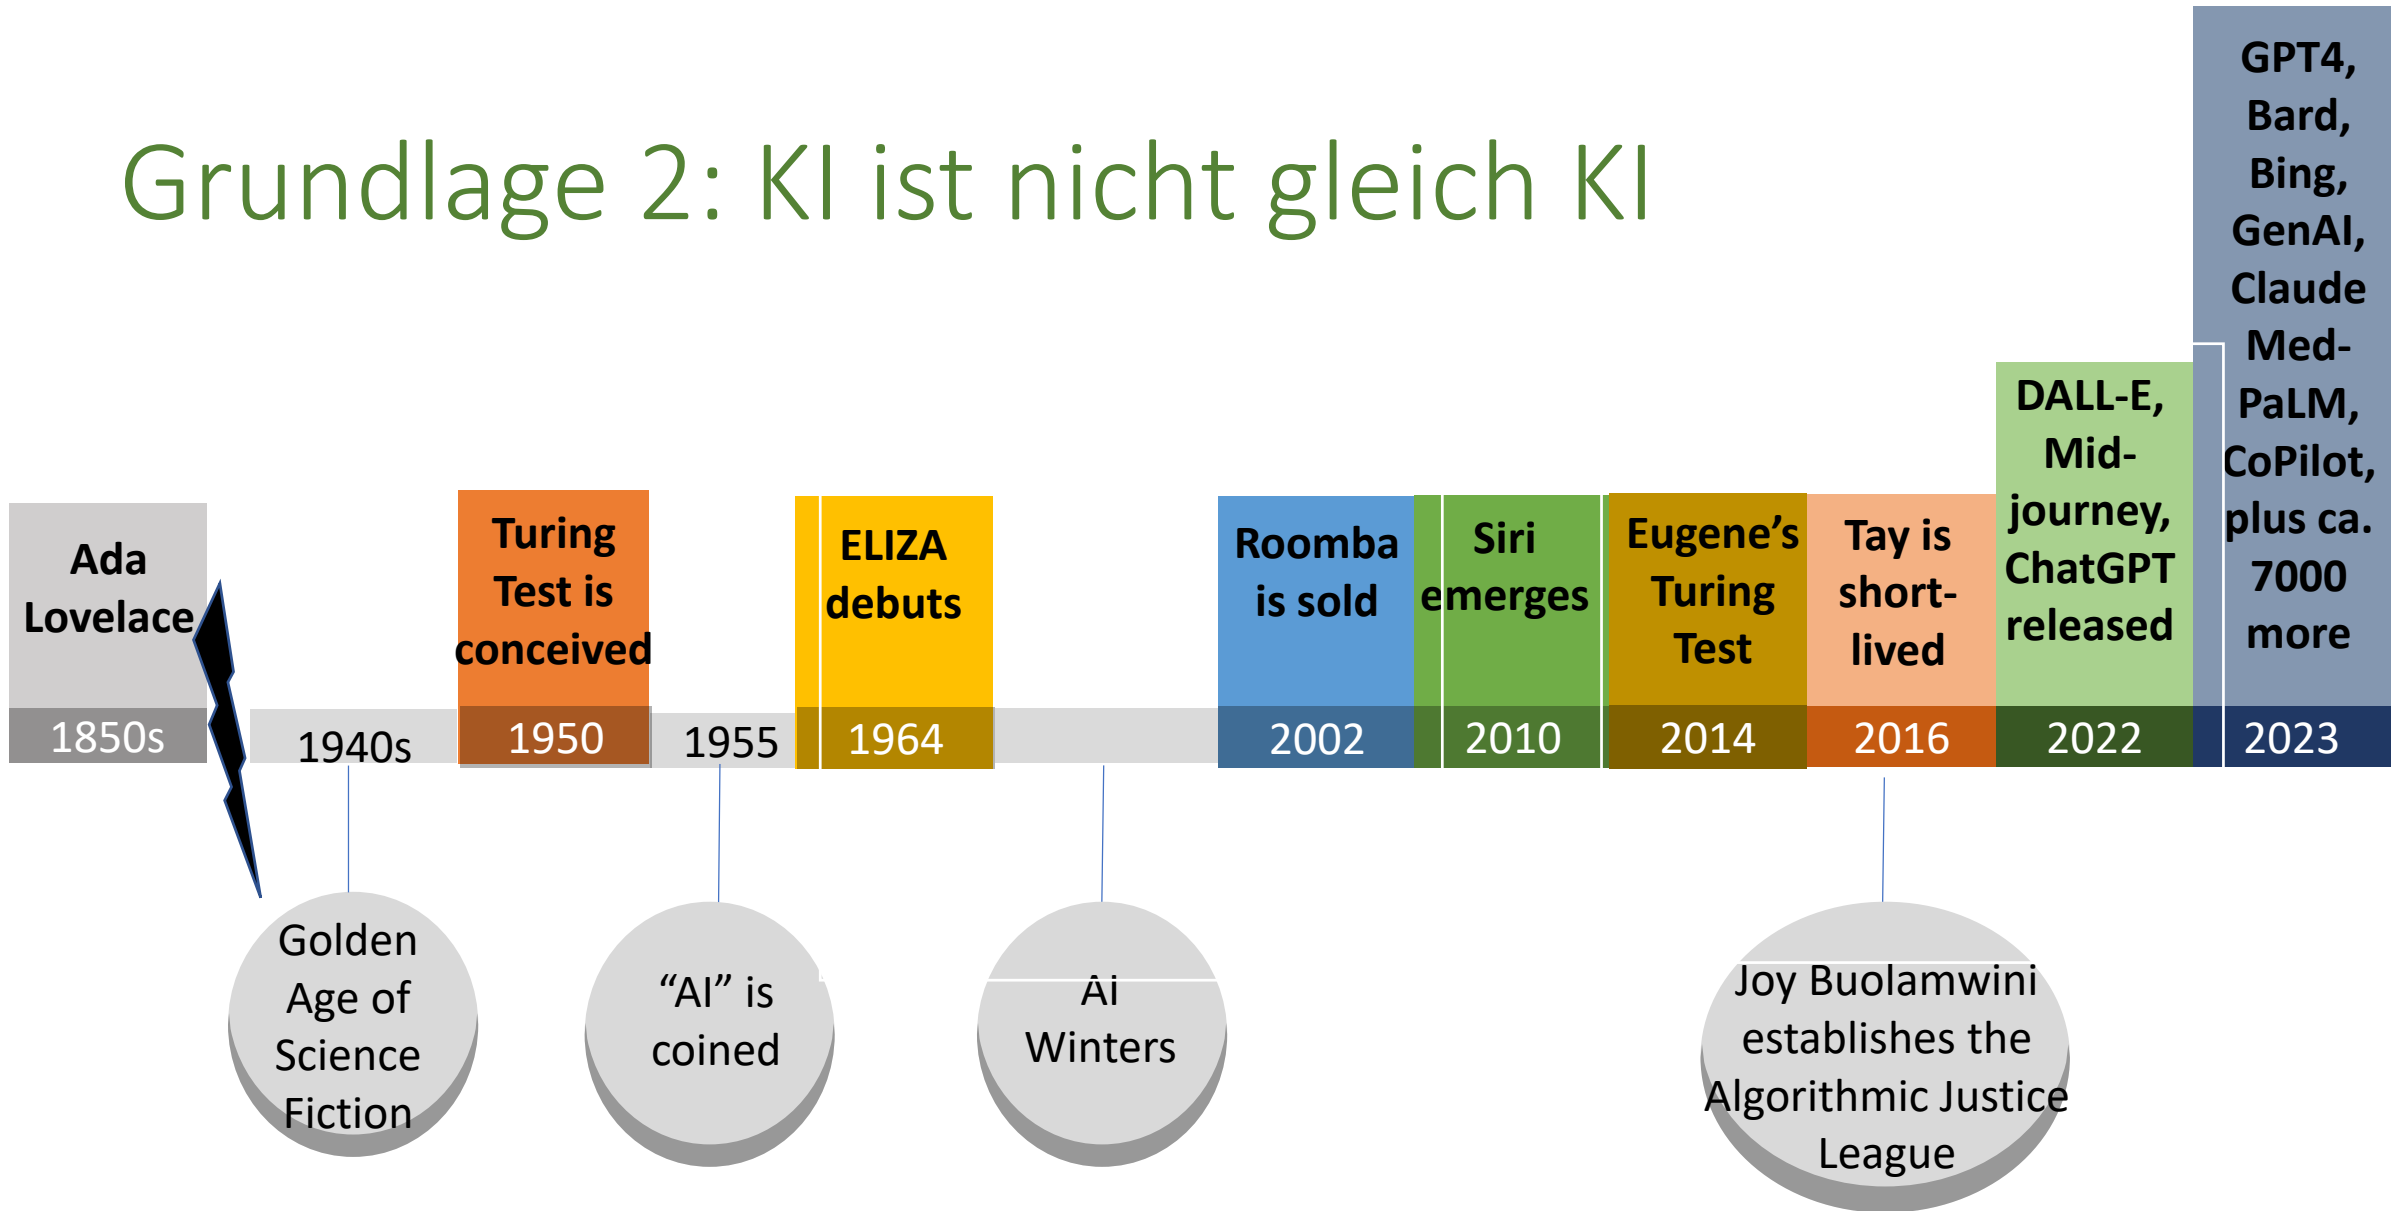 Grundlage 2: KI ist nicht gleich KI
Ada
Lovelace
1850s
1940s
Golden
Age of
Science
Fiction
Turing
Test is
conceived
1950
1955
“AI” is
coined
ELIZA
debuts
1964
AI
Winters
Roomba
is sold
2002
Siri
emerges
2010
Eugene’s
Turing
Test
2014
Tay is
short-
lived
2016
Joy Buolamwini
establishes the
Algorithmic Justice
League
DALL-E,
Mid-
journey,
ChatGPT
released
2022
GPT4,
Bard,
Bing,
GenAI,
Claude
Med-
PaLM,
CoPilot,
plus ca.
7000
more
2023